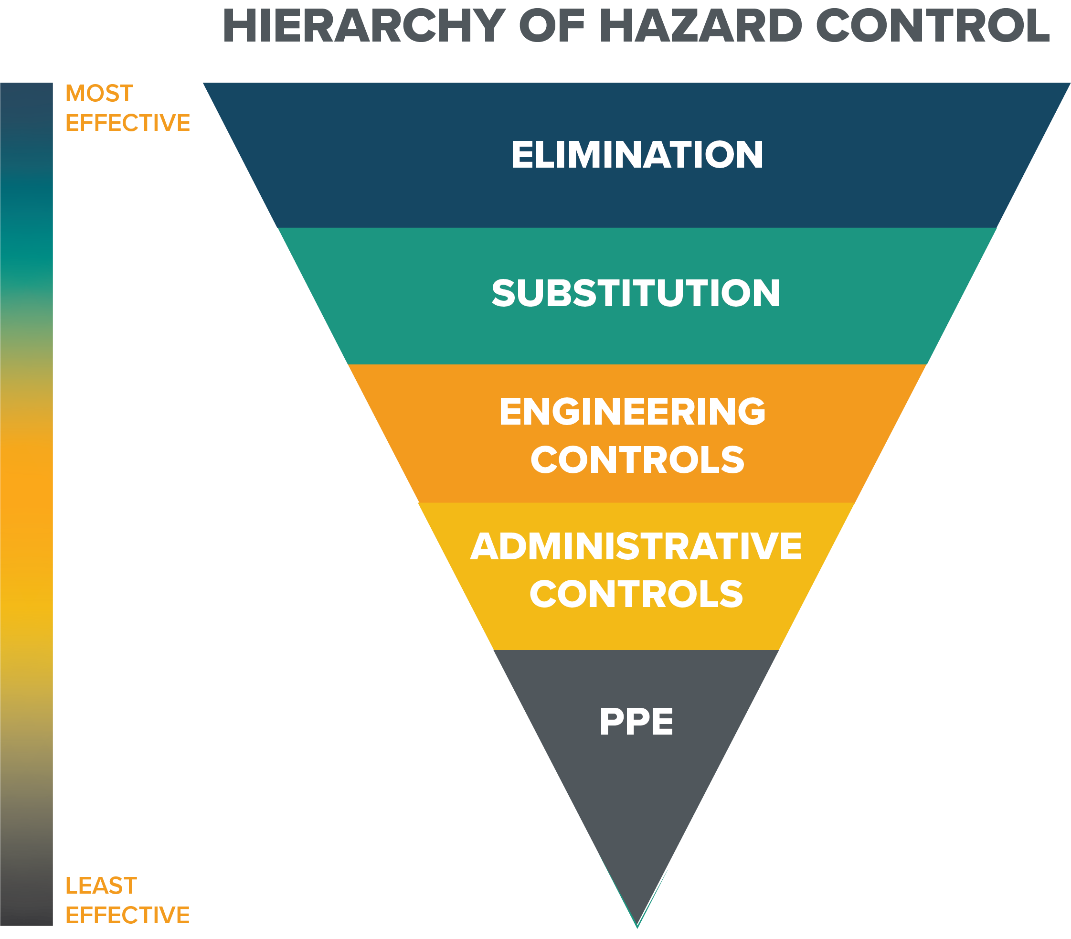 HIERARCHY OF HAZARD CONTROL
MOST
EFFECTIVE
ELIMINATION
SUBSTITUTION
ENGINEERING
CONTROLS
ADMINISTRATIVE
CONTROLS
PPE
LEAST
EFFECTIVE